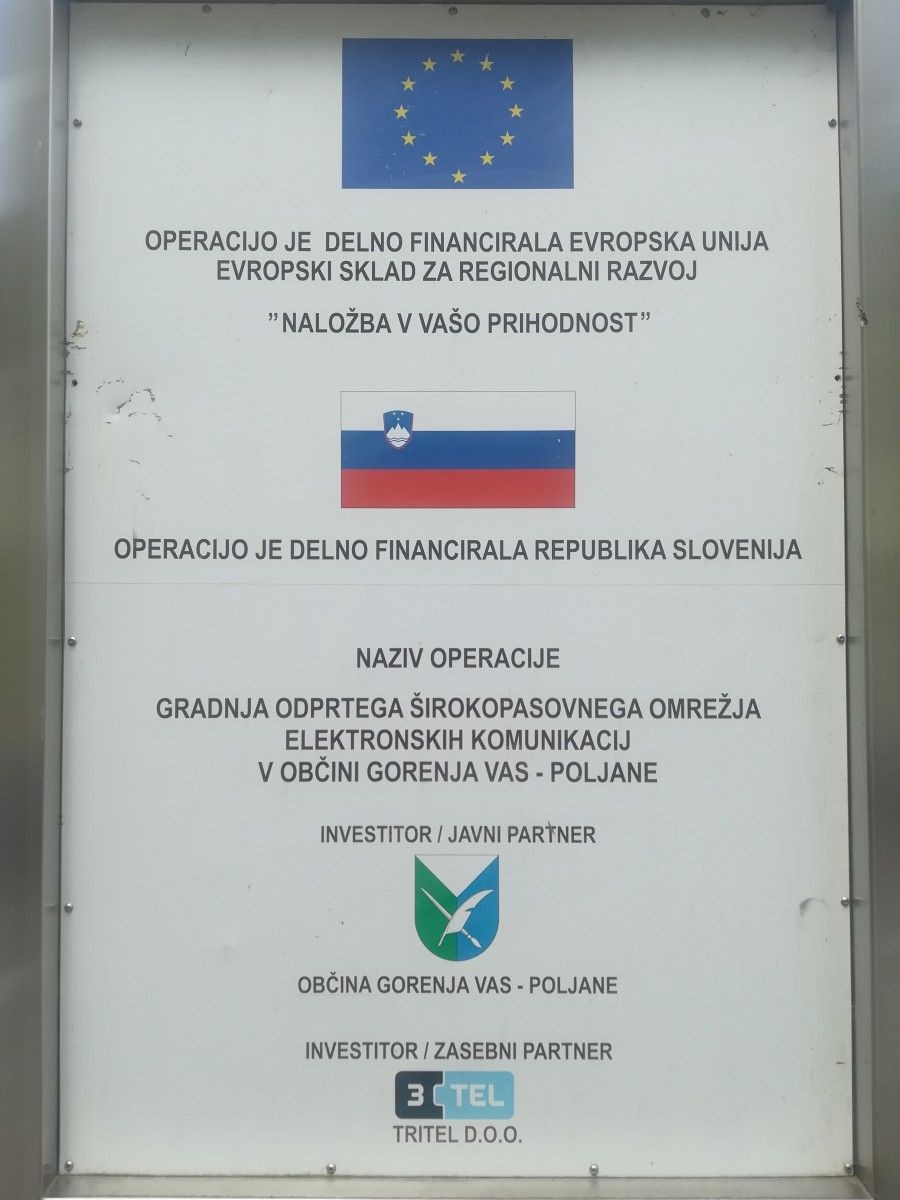 OPERACIJO JE DELNO FINANCIRALA EVROPSKA UNIJA
EVROPSKI SKLAD ZA REGIONALNI RAZVOJ
”NALOŽBA V VAŠO PRIHODNOST”
OPERACIJO JE DELNO FINANCIRALA REPUBLIKA SLOVENIJA
NAZIV OPERACIJE
GRADNJA ODPRTEGA ŠIROKOPASOVNEGA OMREŽJA
ELEKTRONSKIH KOMUNIKACIJ
V OBČINI GORENJA VAS - POLJANE
INVESTITOR / JAVNI PARTNER
OBČINA GORENJA VAS - POLJANE
INVESTITOR / ZASEBNI PARTNER
3 TEL
TRITEL D.O.O.